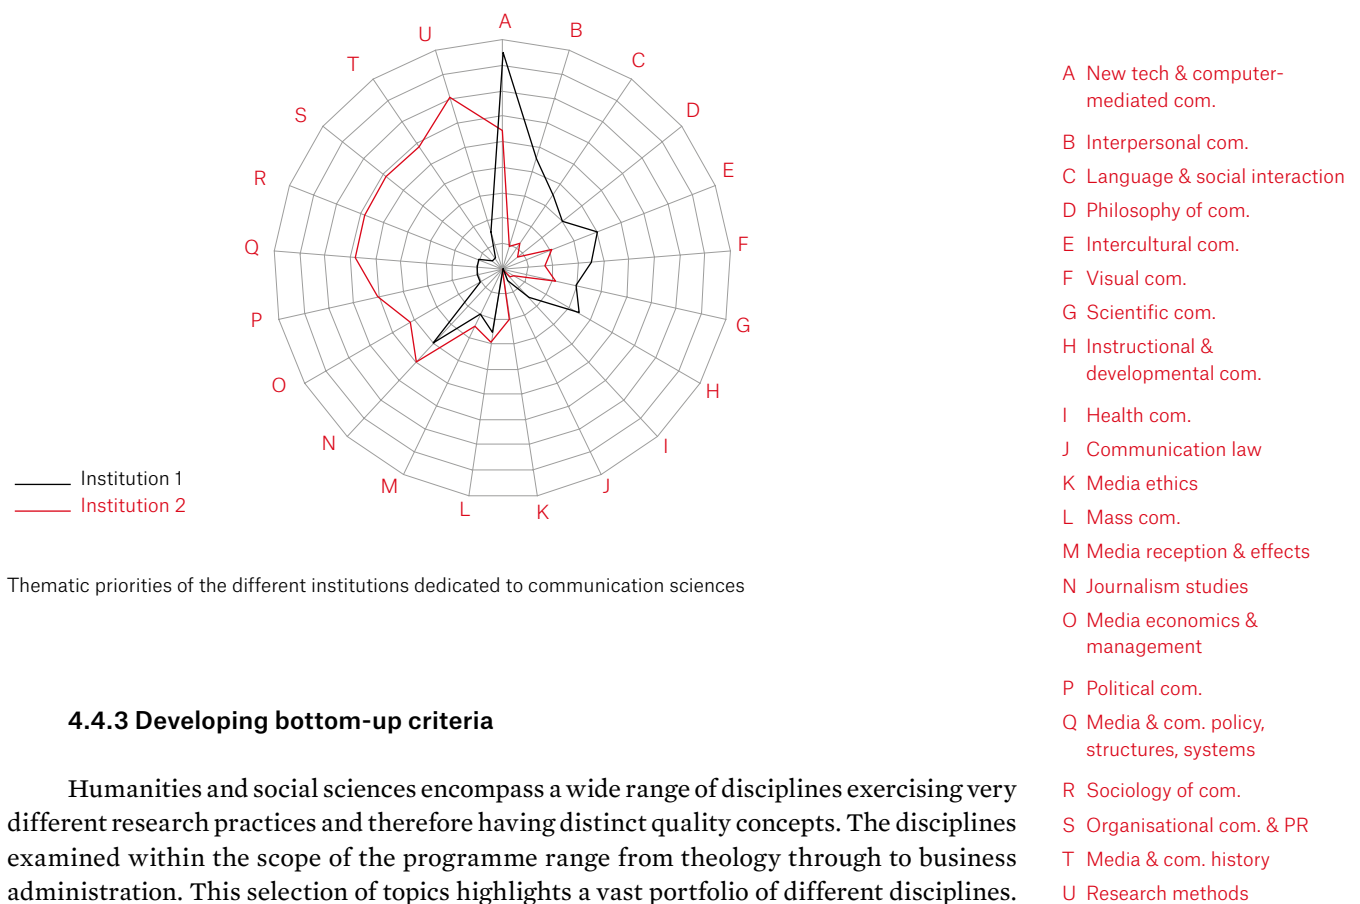 A
B
C
D
E
F
G
H
I
J
K
L
M
N
O
P
Q
R
S
T
U
Institution 1
Institution 2
Thematic priorities of the different institutions dedicated to communication sciences
A New tech & computer-
mediated com.
B Interpersonal com.
C Language & social interaction
D Philosophy of com.
E Intercultural com.
F Visual com.
G Scientific com.
H Instructional &
developmental com.
I Health com.
J Communication law
K Media ethics
L Mass com.
M Media reception & effects
N Journalism studies
O Media economics &
management
P Political com.
Q Media & com. policy,
structures, systems
R Sociology of com.
S Organisational com. & PR
T Media & com. history
U Research methods
4.4.3 Developing bottom-up criteria
Humanities and social sciences encompass a wide range of disciplines exercising very
different research practices and therefore having distinct quality concepts. The disciplines
examined within the scope of the programme range from theology through to business
administration. This selection of topics highlights a vast portfolio of different disciplines.